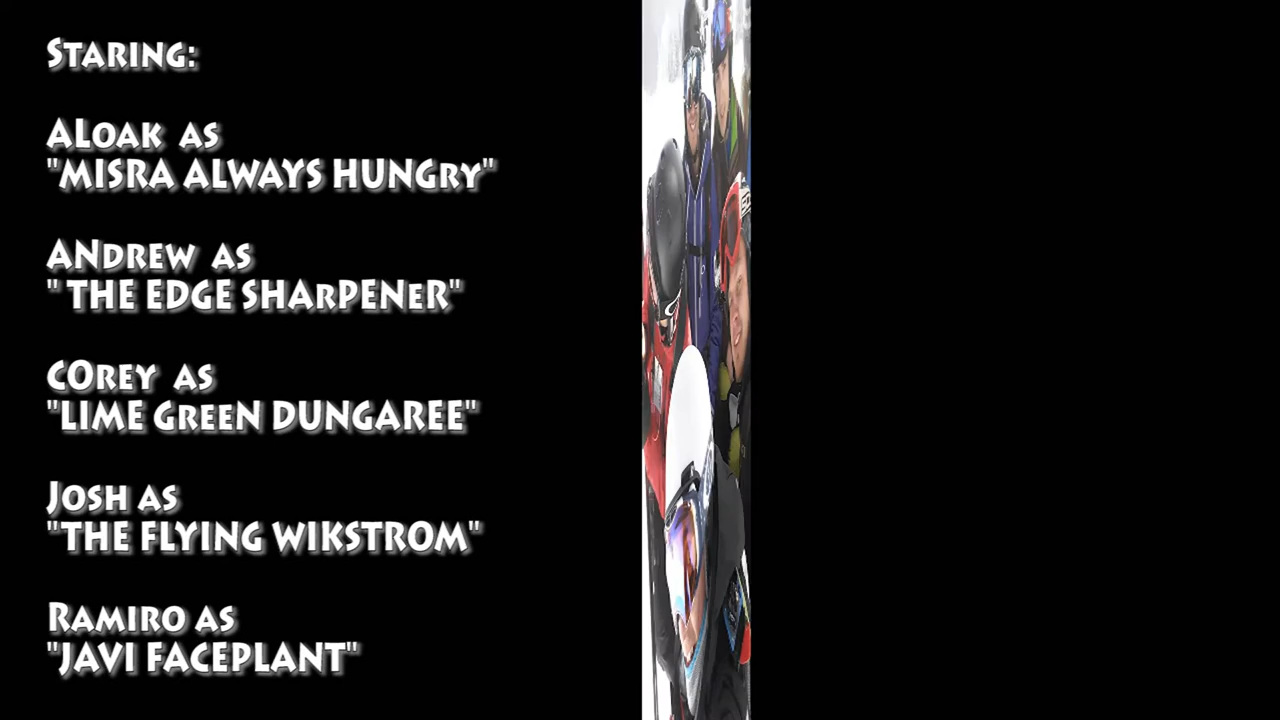 STARING:
ALOAK AS
"MISRA ALWAYS HUNGRY"
ANDREW AS
" THE EDGE SHARPENER"
COREY AS
"LIME GREEN DUNGAREE"
JOSH AS
"THE FLYING WIKSTROM"
RAMIRO AS
"JAVI FACEPLANT"